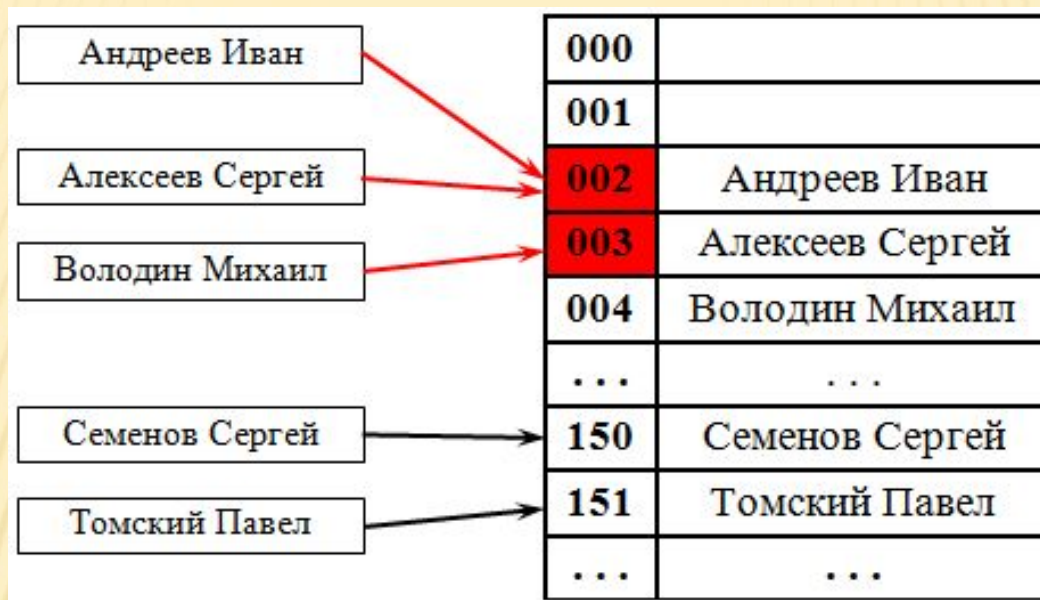 Андреев Иван
Алексеев Сергей
Володин Михаил
Семенов Сергей
Томский Павел
000
001
002 Андреев Иван
003 Алексеев Сергей
004 Володин Михаил
... ...
150 Семенов Сергей
151 Томский Павел
... ...